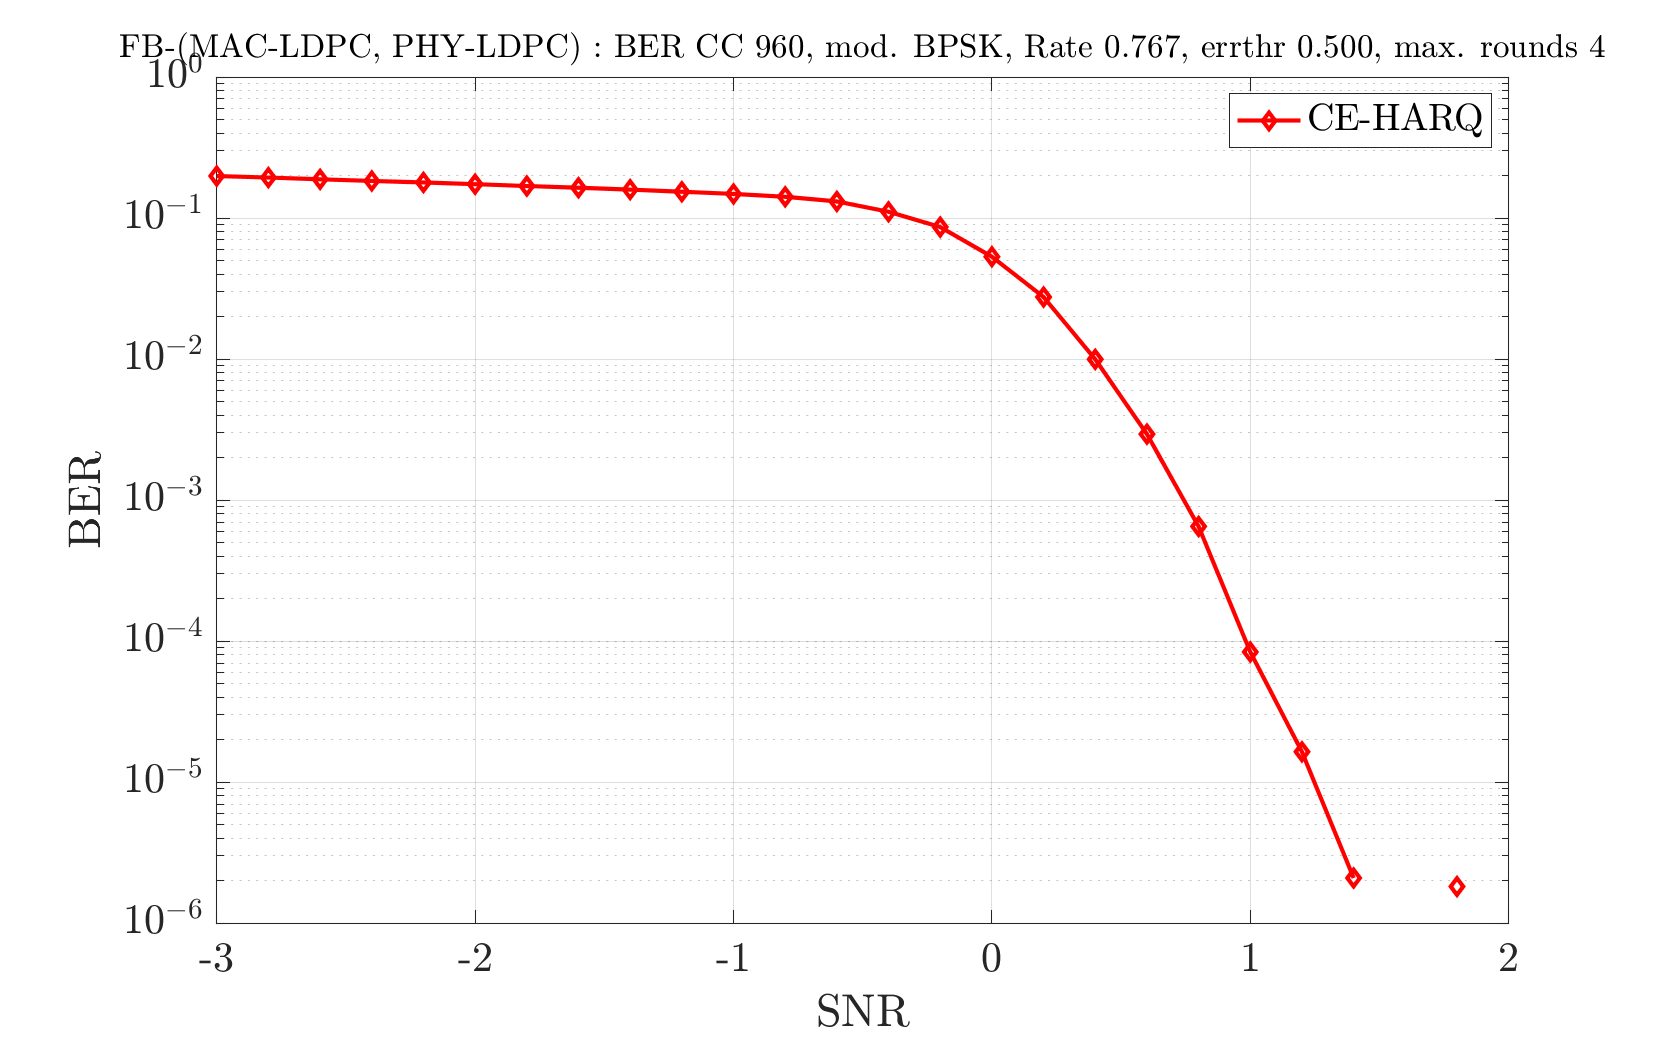 FB-(MAC-LDPC, PHY-LDPC) : BER CC 960, mod. BPSK, Rate 0.767, errthr 0.500, max. rounds 4
CE-HARQ
10^0
10^-1
10^-2
10^-3
10^-4
10^-5
10^-6
BER
-3 -2 -1 0 1 2
SNR